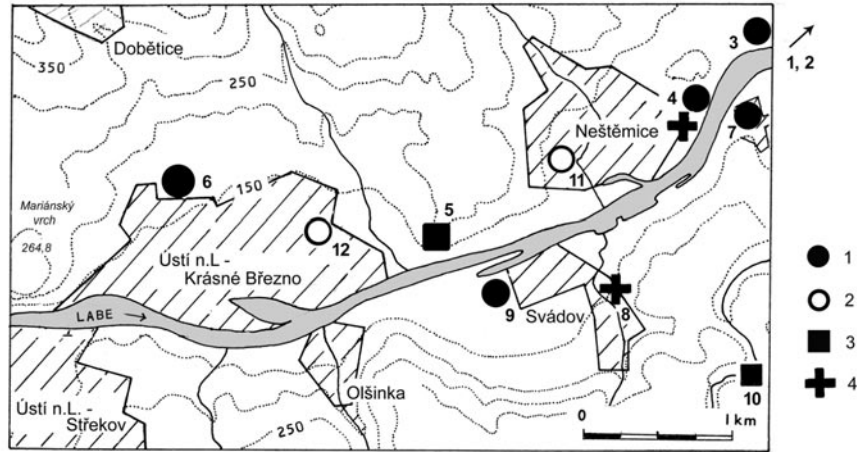 Dobětice
350
250
3
1, 2
4
Neštěmice
7
11
6
150
5
Mariánský
vrch
264,8
12
Ústí n.L -
Krásné Březno
LABE →
9
Svádov
8
Olšinka
Ústí n.L. -
Střekov
250
10
0
1 km
1
2
3
4